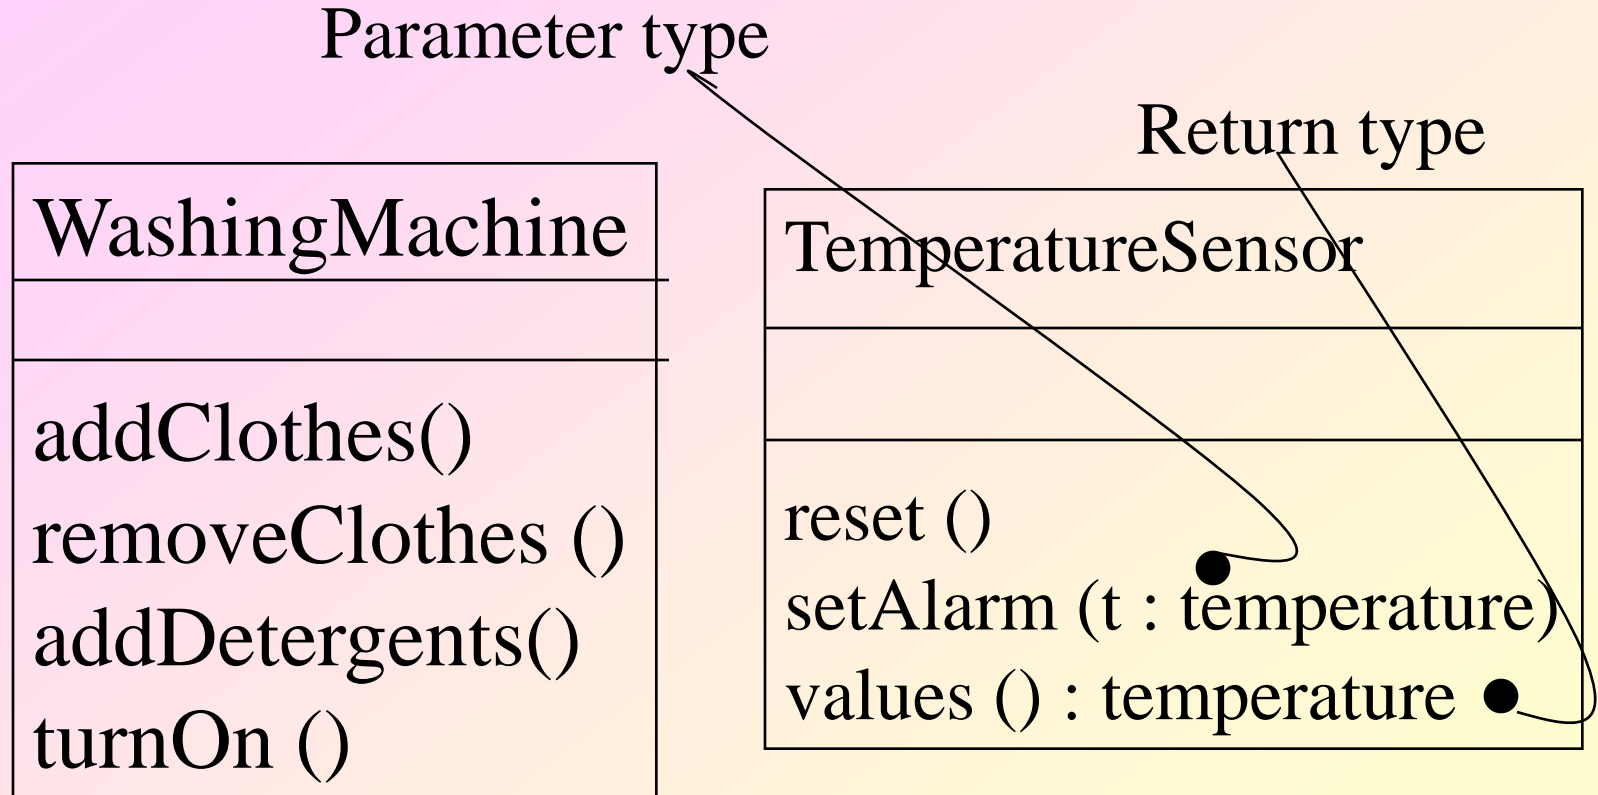 Parameter type
Return type
WashingMachine
addClothes()
removeClothes ()
addDetergents()
turnOn ()
TemperatureSensor
reset ()
setAlarm (t : temperature)
values () : temperature